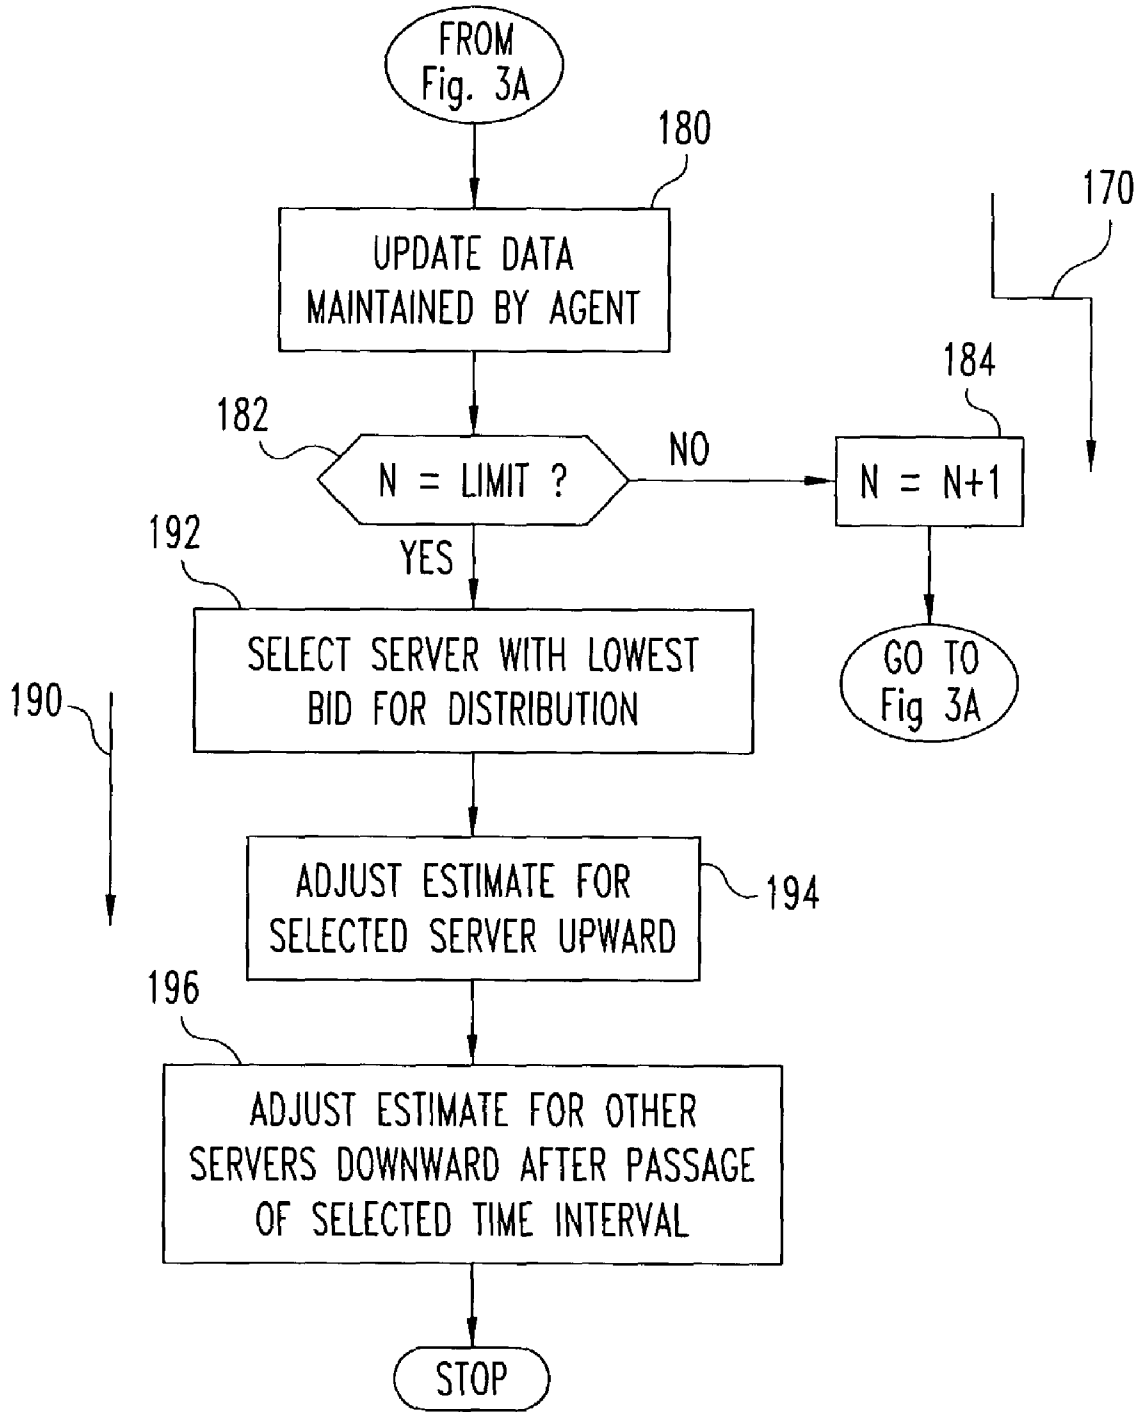 FROM
Fig. 3A
180
170
UPDATE DATA
MAINTAINED BY AGENT
184
182
NO
N = LIMIT ?
N = N+1
192
YES
SELECT SERVER WITH LOWEST
BID FOR DISTRIBUTION
GO TO
Fig 3A
190
ADJUST ESTIMATE FOR
SELECTED SERVER UPWARD
194
196
ADJUST ESTIMATE FOR OTHER
SERVERS DOWNWARD AFTER PASSAGE
OF SELECTED TIME INTERVAL
STOP